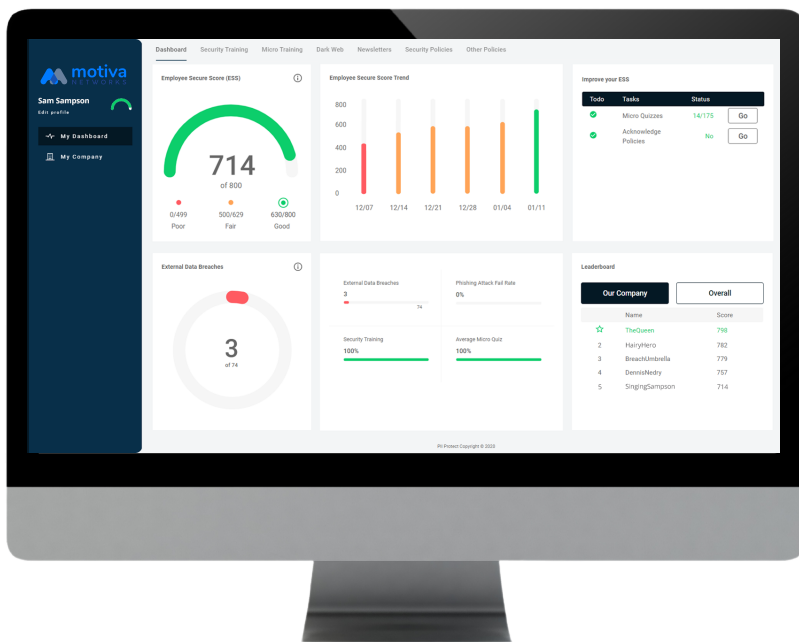 motiva
NETWORKS
Sam Sampson
Edit profile
My Dashboard
My Company
Dashboard Security Training Micro Training Dark Web Newsletters Security Policies Other Policies
Employee Secure Score (ESS)
714
of 800
0/499 500/629 630/800
Poor Fair Good
Employee Secure Score Trend
800
600
400
200
0
12/07 12/14 12/21 12/28 01/04 01/11
Improve your ESS
Todo Tasks Status
Micro Quizzes 14/175 Go
Acknowledge
Policies No Go
External Data Breaches
3
of 74
External Data Breaches
3
74
Phishing Attack Fail Rate
0%
Security Training
100%
Average Micro Quiz
100%
Leaderboard
Our Company Overall
Name Score
TheQueen 798
2 HairyHero 782
3 BreachUmbrella 779
4 DennisNedry 757
5 SingingSampson 714
PII Protect Copyright © 2020